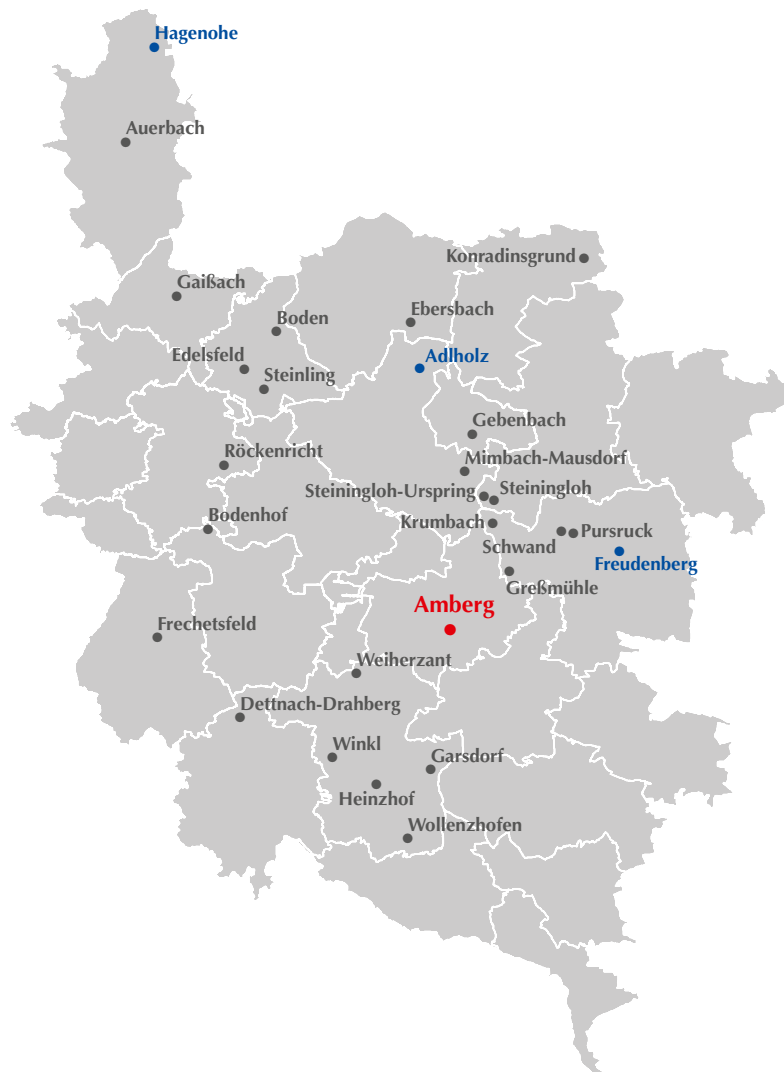 Hagenohe
Auerbach
Konradinsgrund
Gaißach
Ebersbach
Boden
Edelsfeld
Adlholz
Steinling
Gebenbach
Röckenricht
Mimbach-Mausdorf
Steiningloh-Urspring
Steiningloh
Bodenhof
Krumbach
Schwand
Pursruck
Freudenberg
Greßmühle
Amberg
Frechetsfeld
Weiherzant
Dettnach-Drahberg
Winkl
Garsdorf
Heinzhof
Wollenzhofen